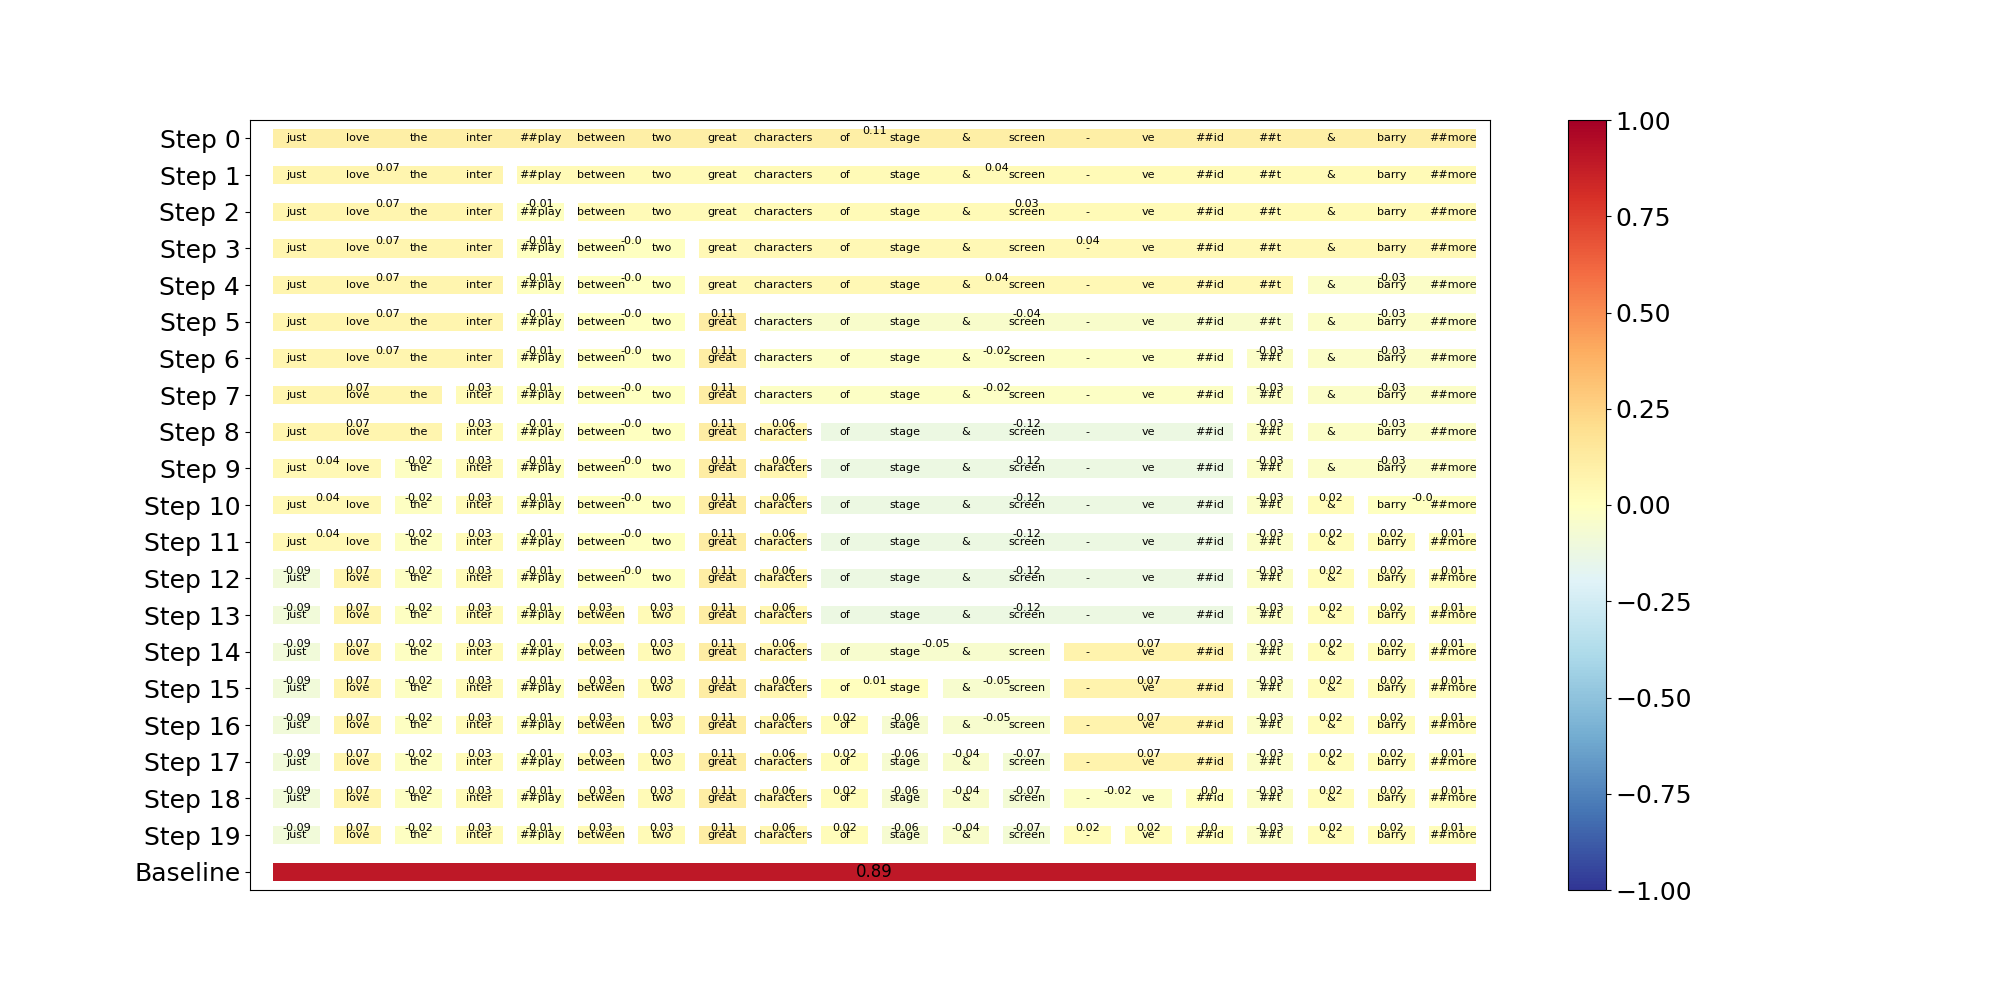 0.11
Step 0 just love the inter ##play between two great characters of stage & screen - ve ##id ##t & barry ##more
0.07 0.04
Step 1 just love the inter ##play between two great characters of stage & screen - ve ##id ##t & barry ##more
0.07 -0.01 0.03
Step 2 just love the inter ##play between two great characters of stage & screen - ve ##id ##t & barry ##more
0.07 -0.01 -0.0 0.04
Step 3 just love the inter ##play between two great characters of stage & screen - ve ##id ##t & barry ##more
0.07 -0.01 -0.0 0.04 -0.03
Step 4 just love the inter ##play between two great characters of stage & screen - ve ##id ##t & barry ##more
0.07 -0.01 -0.0 0.11 -0.04 -0.03
Step 5 just love the inter ##play between two great characters of stage & screen - ve ##id ##t & barry ##more
0.07 -0.01 -0.0 0.11 -0.02 -0.03 -0.03
Step 6 just love the inter ##play between two great characters of stage & screen - ve ##id ##t & barry ##more
0.07 0.03 -0.01 -0.0 0.11 -0.02 -0.03 -0.03
Step 7 just love the inter ##play between two great characters of stage & screen - ve ##id ##t & barry ##more
0.07 0.03 -0.01 -0.0 0.11 0.06 -0.12 -0.03 -0.03
Step 8 just love the inter ##play between two great characters of stage & screen - ve ##id ##t & barry ##more
0.04 -0.02 0.03 -0.01 -0.0 0.11 0.06 -0.12 -0.03 -0.03
Step 9 just love the inter ##play between two great characters of stage & screen - ve ##id ##t & barry ##more
0.04 -0.02 0.03 -0.01 -0.0 0.11 0.06 -0.12 -0.03 0.02 -0.0
Step 10 just love the inter ##play between two great characters of stage & screen - ve ##id ##t & barry ##more
0.04 -0.02 0.03 -0.01 -0.0 0.11 0.06 -0.12 -0.03 0.02 0.02 0.01
Step 11 just love the inter ##play between two great characters of stage & screen - ve ##id ##t & barry ##more
-0.09 0.07 -0.02 0.03 -0.01 -0.0 0.11 0.06 -0.12 -0.03 0.02 0.02 0.01
Step 12 just love the inter ##play between two great characters of stage & screen - ve ##id ##t & barry ##more
-0.09 0.07 -0.02 0.03 -0.01 0.03 0.03 0.11 0.06 -0.12 -0.03 0.02 0.02 0.01
Step 13 just love the inter ##play between two great characters of stage & screen - ve ##id ##t & barry ##more
-0.09 0.07 -0.02 0.03 -0.01 0.03 0.03 0.11 0.06 -0.05 0.07 -0.03 0.02 0.02 0.01
Step 14 just love the inter ##play between two great characters of stage & screen - ve ##id ##t & barry ##more
-0.09 0.07 -0.02 0.03 -0.01 0.03 0.03 0.11 0.06 0.01 -0.05 0.07 -0.03 0.02 0.02 0.01
Step 15 just love the inter ##play between two great characters of stage & screen - ve ##id ##t & barry ##more
-0.09 0.07 -0.02 0.03 -0.01 0.03 0.03 0.11 0.06 0.02 -0.06 -0.05 0.07 -0.03 0.02 0.02 0.01
Step 16 just love the inter ##play between two great characters of stage & screen - ve ##id ##t & barry ##more
-0.09 0.07 -0.02 0.03 -0.01 0.03 0.03 0.11 0.06 0.02 -0.06 -0.04 -0.07 0.07 -0.03 0.02 0.02 0.01
Step 17 just love the inter ##play between two great characters of stage & screen - ve ##id ##t & barry ##more
-0.09 0.07 -0.02 0.03 -0.01 0.03 0.03 0.11 0.06 0.02 -0.06 -0.04 -0.07 -0.02 0.0 -0.03 0.02 0.02 0.01
Step 18 just love the inter ##play between two great characters of stage & screen - ve ##id ##t & barry ##more
-0.09 0.07 -0.02 0.03 -0.01 0.03 0.03 0.11 0.06 0.02 -0.06 -0.04 -0.07 0.02 0.02 0.0 -0.03 0.02 0.02 0.01
Step 19 just love the inter ##play between two great characters of stage & screen - ve ##id ##t & barry ##more
Baseline 0.89
1.00
0.75
0.50
0.25
0.00
−0.25
−0.50
−0.75
−1.00